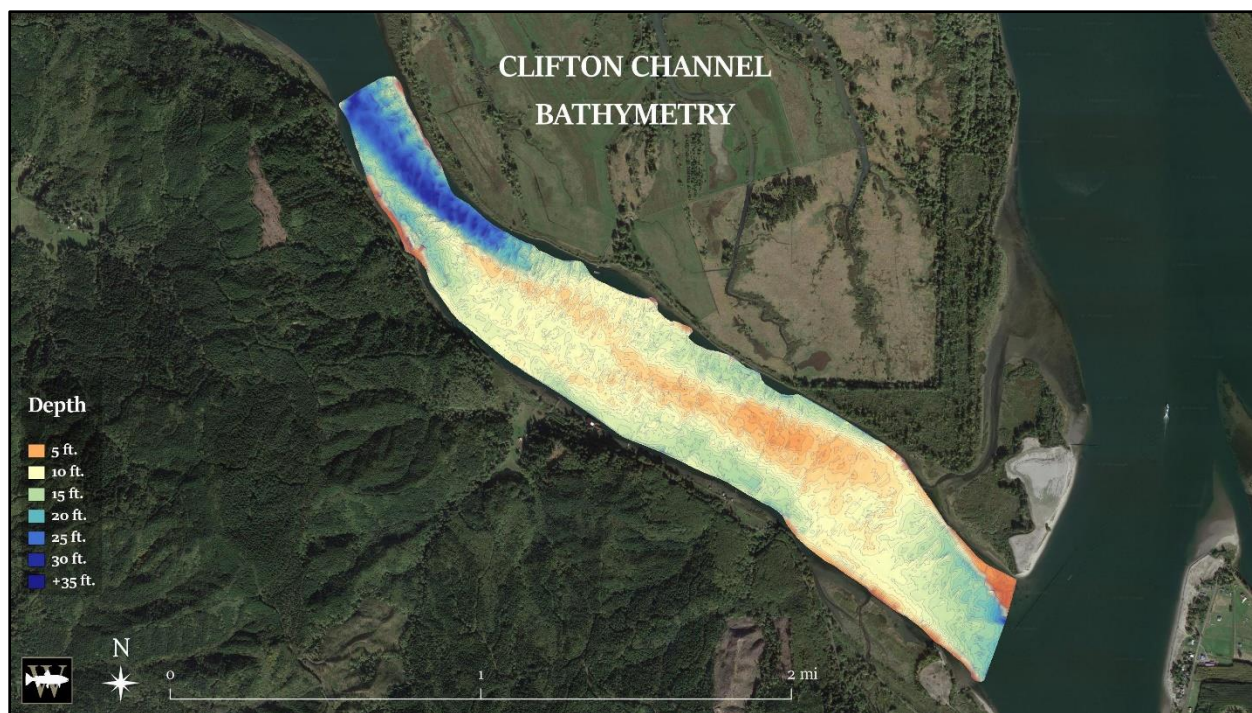 CLIFTON CHANNEL
BATHYMETRY
Depth
5 ft.
10 ft.
15 ft.
20 ft.
25 ft.
30 ft.
+35 ft.
N
0 1 2 mi
W